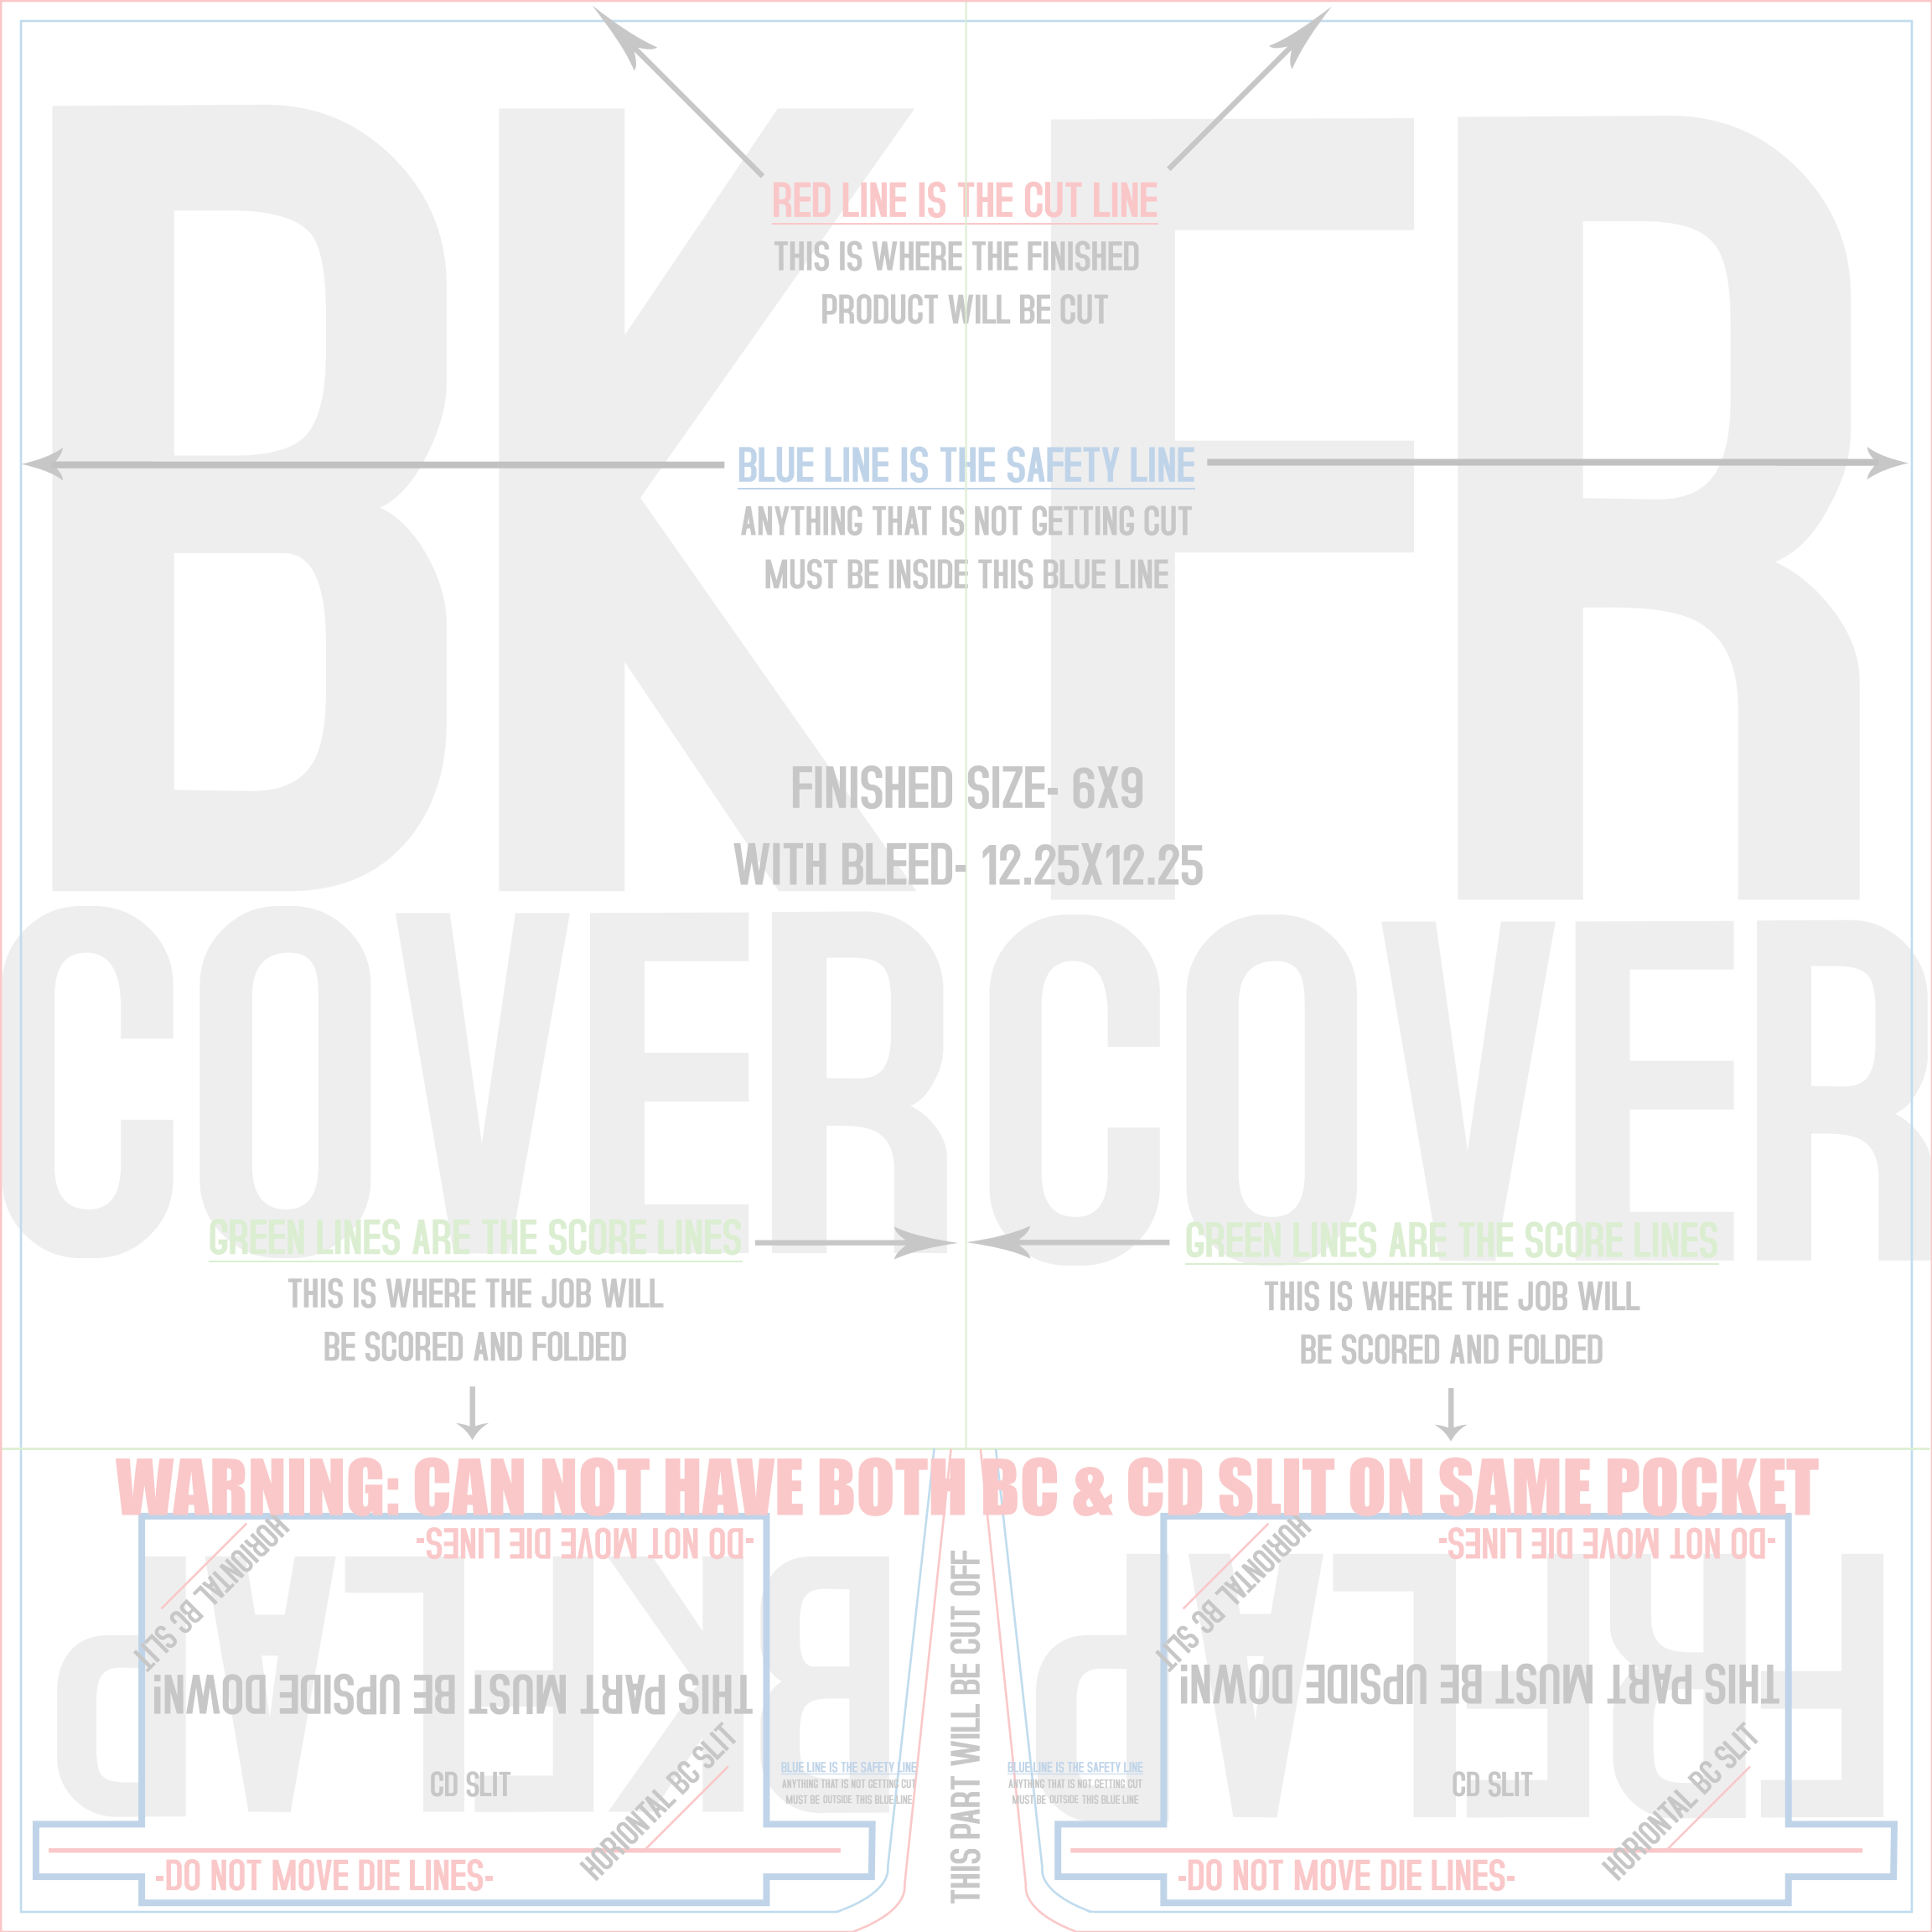 BK
FR
RED LINE IS THE CUT LINE
THIS IS WHERE THE FINISHED
PRODUCT WILL BE CUT
BLUE LINE IS THE SAFETY LINE
ANYTHING THAT IS NOT GETTING CUT
MUST BE INSIDE THIS BLUE LINE
FINISHED SIZE- 6X9
WITH BLEED- 12.25X12.25
COVER
COVER
GREEN LINES ARE THE SCORE LINES
THIS IS WHERE THE JOB WILL
BE SCORED AND FOLDED
GREEN LINES ARE THE SCORE LINES
THIS IS WHERE THE JOB WILL
BE SCORED AND FOLDED
WARNING: CAN NOT HAVE BOTH BC & CD SLIT ON SAME POCKET
-DO NOT MOVE DIE LINES-
HORIONTAL BC SLIT
BK FLAP
THIS PART MUST BE UPSIDE DOWN!
CD SLIT
HORIONTAL BC SLIT
-DO NOT MOVE DIE LINES-
BLUE LINE IS THE SAFETY LINE
ANYTHING THAT IS NOT GETTING CUT
MUST BE OUTSIDE THIS BLUE LINE
THIS PART WILL BE CUT OFF
BLUE LINE IS THE SAFETY LINE
ANYTHING THAT IS NOT GETTING CUT
MUST BE OUTSIDE THIS BLUE LINE
-DO NOT MOVE DIE LINES-
HORIONTAL BC SLIT
FR FLAP
THIS PART MUST BE UPSIDE DOWN!
CD SLIT
HORIONTAL BC SLIT
-DO NOT MOVE DIE LINES-